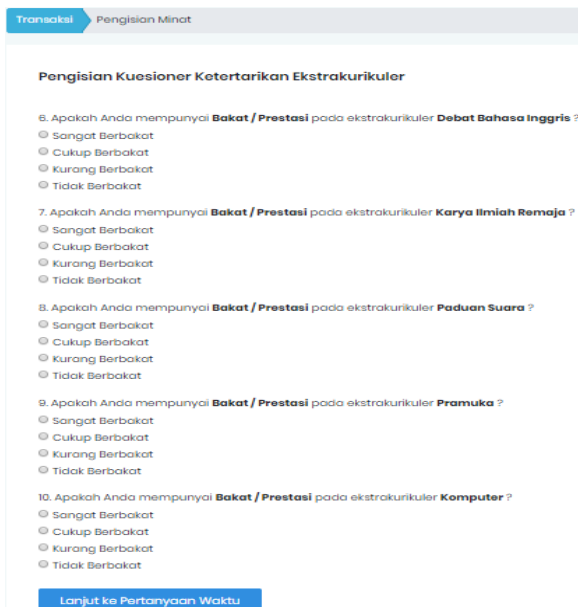 Transaksi Pengisian Minat
Pengisian Kuesioner Ketertarikan Ekstrakurikuler
6. Apakah Anda mempunyai Bakat / Prestasi pada ekstrakurikuler Debat Bahasa Inggris ?
Sangat Berbakat
Cukup Berbakat
Kurang Berbakat
Tidak Berbakat
7. Apakah Anda mempunyai Bakat / Prestasi pada ekstrakurikuler Karya Ilmiah Remaja ?
Sangat Berbakat
Cukup Berbakat
Kurang Berbakat
Tidak Berbakat
8. Apakah Anda mempunyai Bakat / Prestasi pada ekstrakurikuler Paduan Suara ?
Sangat Berbakat
Cukup Berbakat
Kurang Berbakat
Tidak Berbakat
9. Apakah Anda mempunyai Bakat / Prestasi pada ekstrakurikuler Pramuka ?
Sangat Berbakat
Cukup Berbakat
Kurang Berbakat
Tidak Berbakat
10. Apakah Anda mempunyai Bakat / Prestasi pada ekstrakurikuler Komputer ?
Sangat Berbakat
Cukup Berbakat
Kurang Berbakat
Tidak Berbakat
Lanjut ke Pertanyaan Waktu